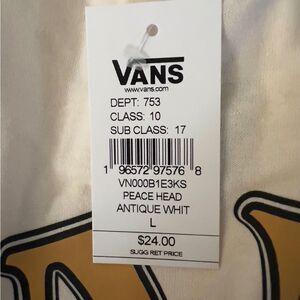 VANS
www.vans.com
DEPT: 753
CLASS: 10
SUB CLASS: 17
1 96572 97576 8
VN000B1E3KS
PEACE HEAD
ANTIQUE WHIT
L
$24.00
SUGG RET PRICE